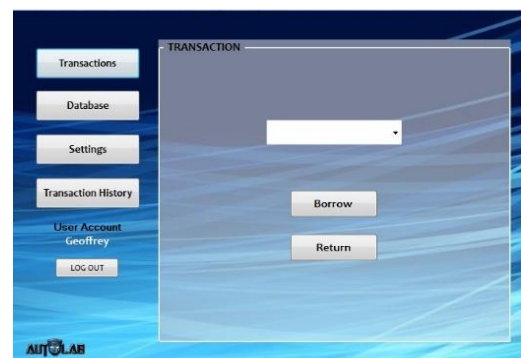 Transactions
Database
Settings
Transaction History
User Account
Geoffrey
LOG OUT
AUTOLAB
TRANSACTION
Borrow
Return